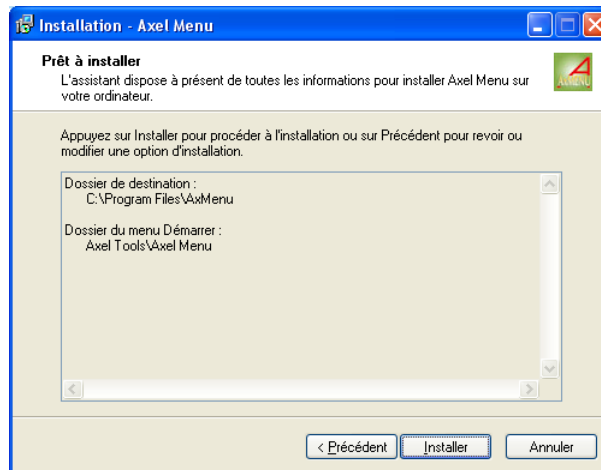 Installation - Axel Menu
Prêt à installer
L'assistant dispose à présent de toutes les informations pour installer Axel Menu sur
votre ordinateur.
AXMENU
Appuyez sur Installer pour procéder à l'installation ou sur Précédent pour revoir ou
modifier une option d'installation.
Dossier de destination :
C:\Program Files\AxMenu
Dossier du menu Démarrer :
Axel Tools\Axel Menu
< Précédent
Installer
Annuler